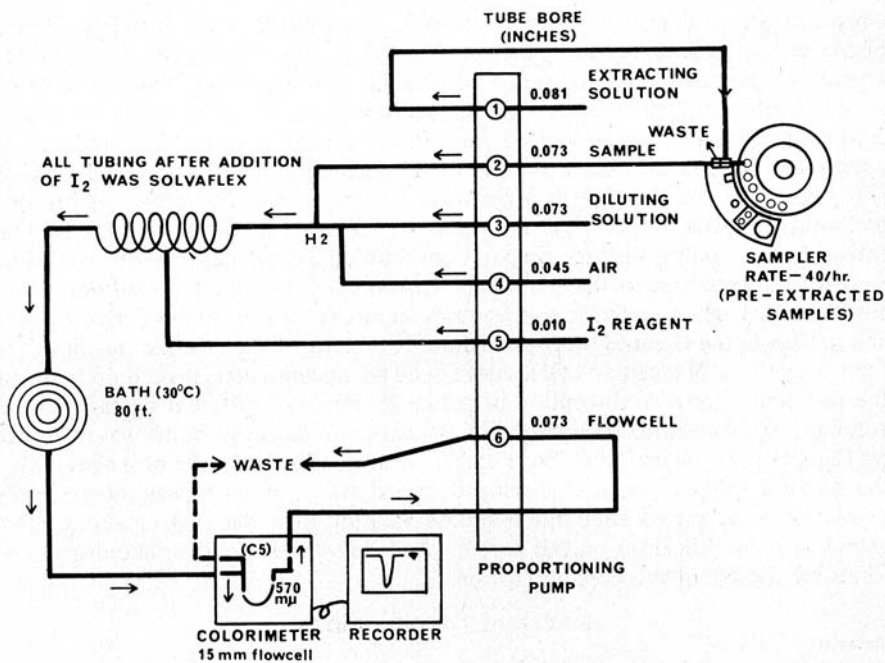 TUBE BORE
(INCHES)
EXTRACTING
SOLUTION
1 0.081
WASTE
2 0.073 SAMPLE
ALL TUBING AFTER ADDITION
OF I2 WAS SOLVAFLEX
DILUTING
SOLUTION
3 0.073
H2
4 0.045 AIR
SAMPLER
RATE-40/hr.
(PRE-EXTRACTED
SAMPLES)
5 0.010 I2 REAGENT
BATH (30°C)
80 ft.
6 0.073 FLOWCELL
WASTE
(C5)
570
mµ
PROPORTIONING
PUMP
COLORIMETER
15 mm flowcell
RECORDER